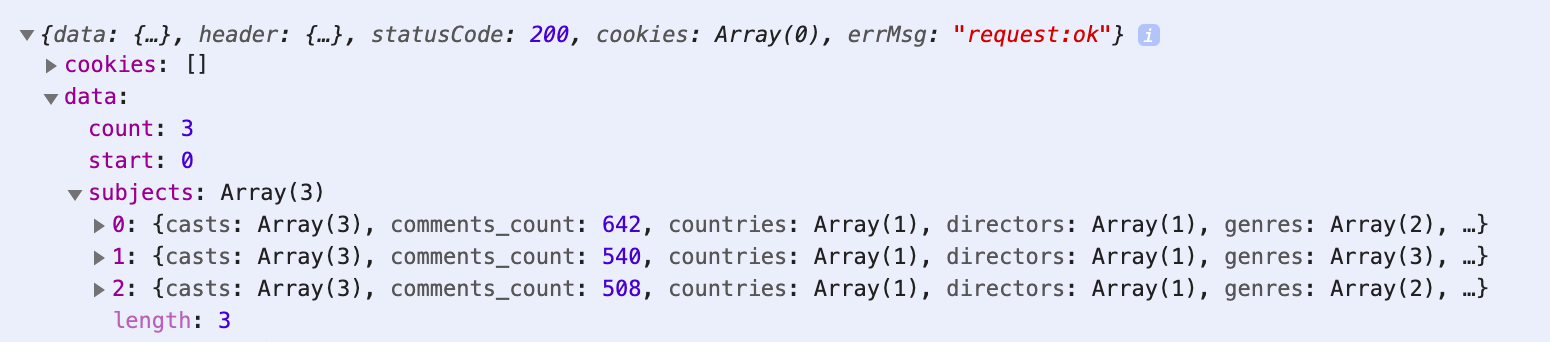 {data: {…}, header: {…}, statusCode: 200, cookies: Array(0), errMsg: "request:ok"} i
cookies: []
data:
count: 3
start: 0
subjects: Array(3)
0: {casts: Array(3), comments_count: 642, countries: Array(1), directors: Array(1), genres: Array(2), …}
1: {casts: Array(3), comments_count: 540, countries: Array(1), directors: Array(1), genres: Array(3), …}
2: {casts: Array(3), comments_count: 508, countries: Array(1), directors: Array(1), genres: Array(2), …}
length: 3